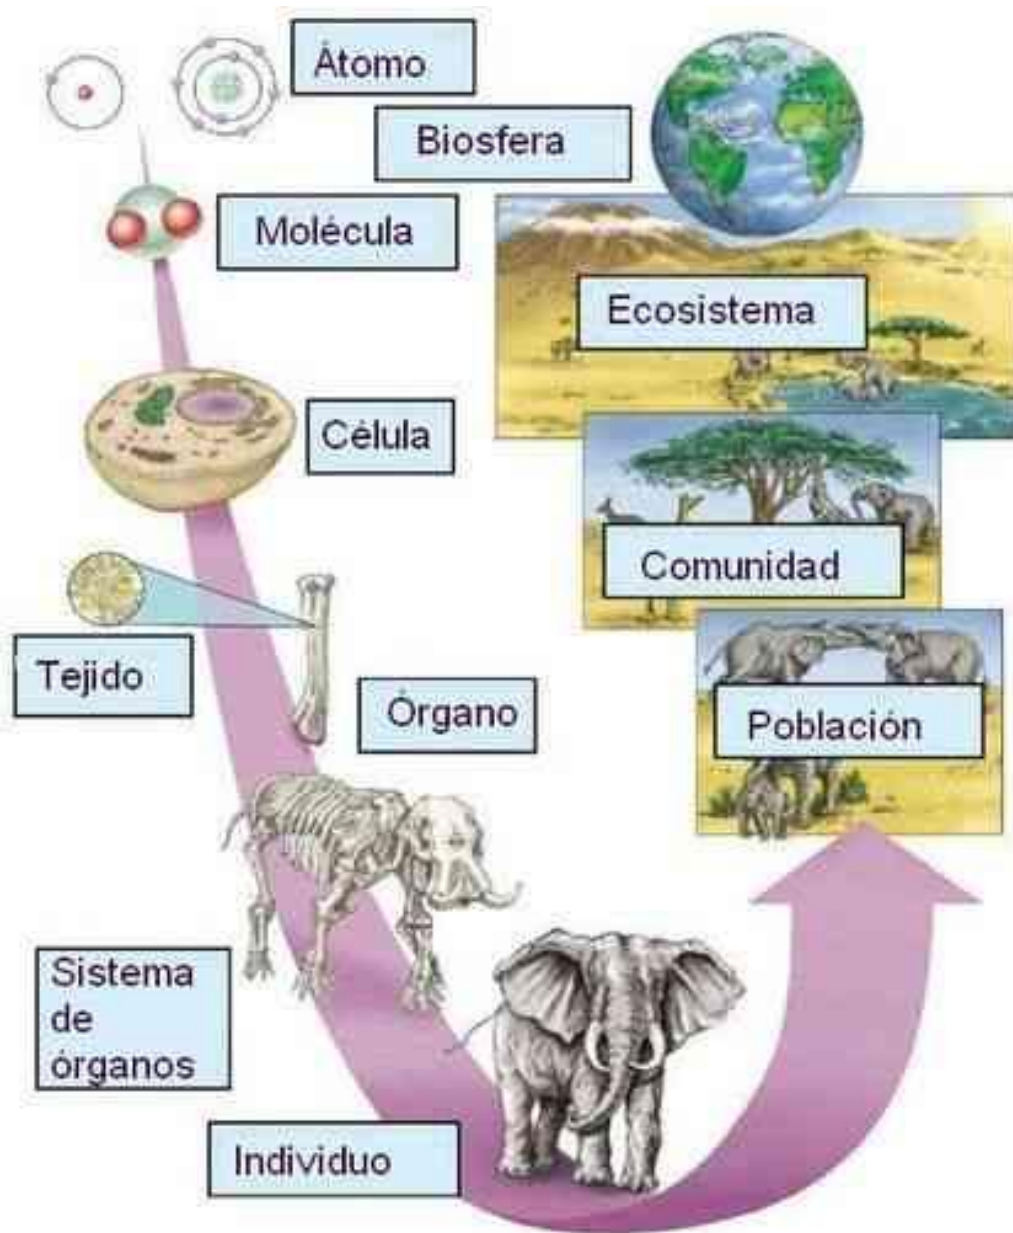 Átomo
Biosfera
Molécula
Ecosistema
Célula
Comunidad
Tejido
Órgano
Población
Sistema
de
órganos
Individuo